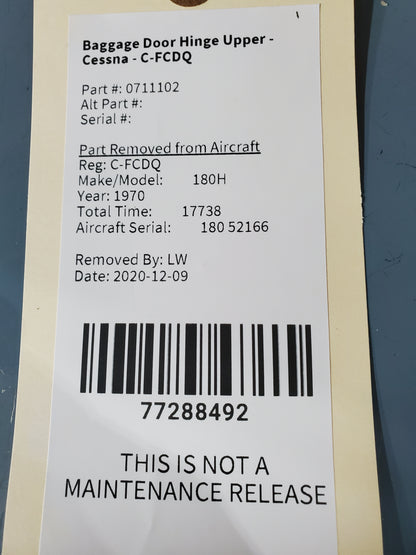 Baggage Door Hinge Upper -
Cessna - C-FCDQ
Part #: 0711102
Alt Part #:
Serial #:
Part Removed from Aircraft
Reg: C-FCDQ
Make/Model: 180H
Year: 1970
Total Time: 17738
Aircraft Serial: 180 52166
Removed By: LW
Date: 2020-12-09
77288492
THIS IS NOT A
MAINTENANCE RELEASE